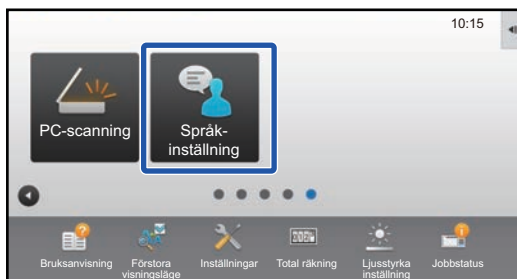 10:15
PC-scanning
Språk-
inställning
Bruksanvisning
Förstora
visningsläge
Inställningar
Total räkning
Ljusstyrka
inställning
Jobbstatus